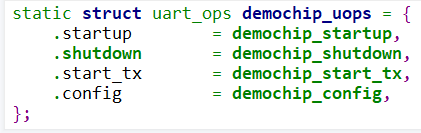 static struct uart_ops demochip_uops = {
    .startup        = demochip_startup,
    .shutdown       = demochip_shutdown,
    .start_tx       = demochip_start_tx,
    .config         = demochip_config,
};